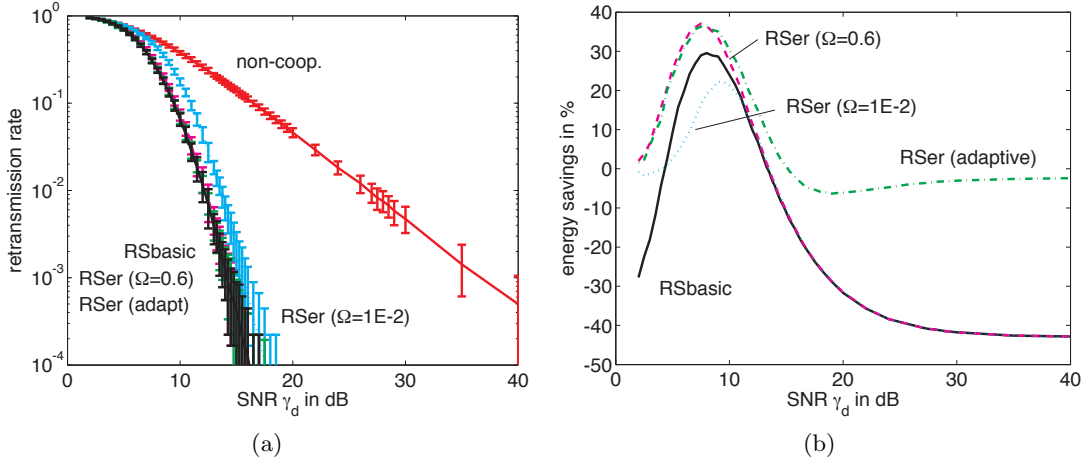 10^0
10^-1
10^-2
10^-3
10^-4
0
10
20
30
40
retransmission rate
SNR γ_d in dB
non-coop.
RSbasic
RSer (Ω=0.6)
RSer (adapt)
RSer (Ω=1E-2)
(a)
40
30
20
10
0
-10
-20
-30
-40
-50
0
10
20
30
40
energy savings in %
SNR γ_d in dB
RSer (Ω=0.6)
RSer (Ω=1E-2)
RSer (adaptive)
RSbasic
(b)